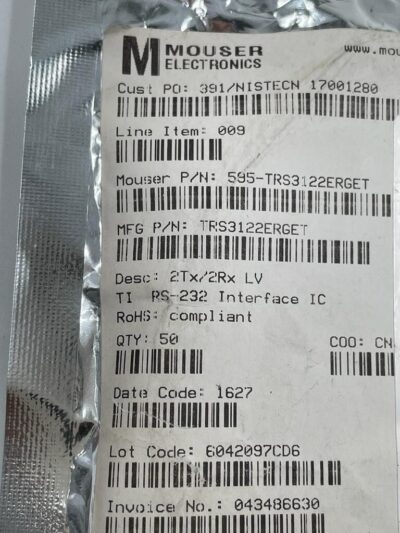 M MOUSER
ELECTRONICS
www.mou
Cust PO: 391/NISTECN 17001280
Line Item: 009
Mouser P/N: 595-TRS3122ERGET
MFG P/N: TRS3122ERGET
Desc: 2Tx/2Rx LV
TI RS-232 Interface IC
RoHS: compliant
QTY: 50 COO: CN
Date Code: 1627
Lot Code: 6042097CD6
Invoice No.: 043486630